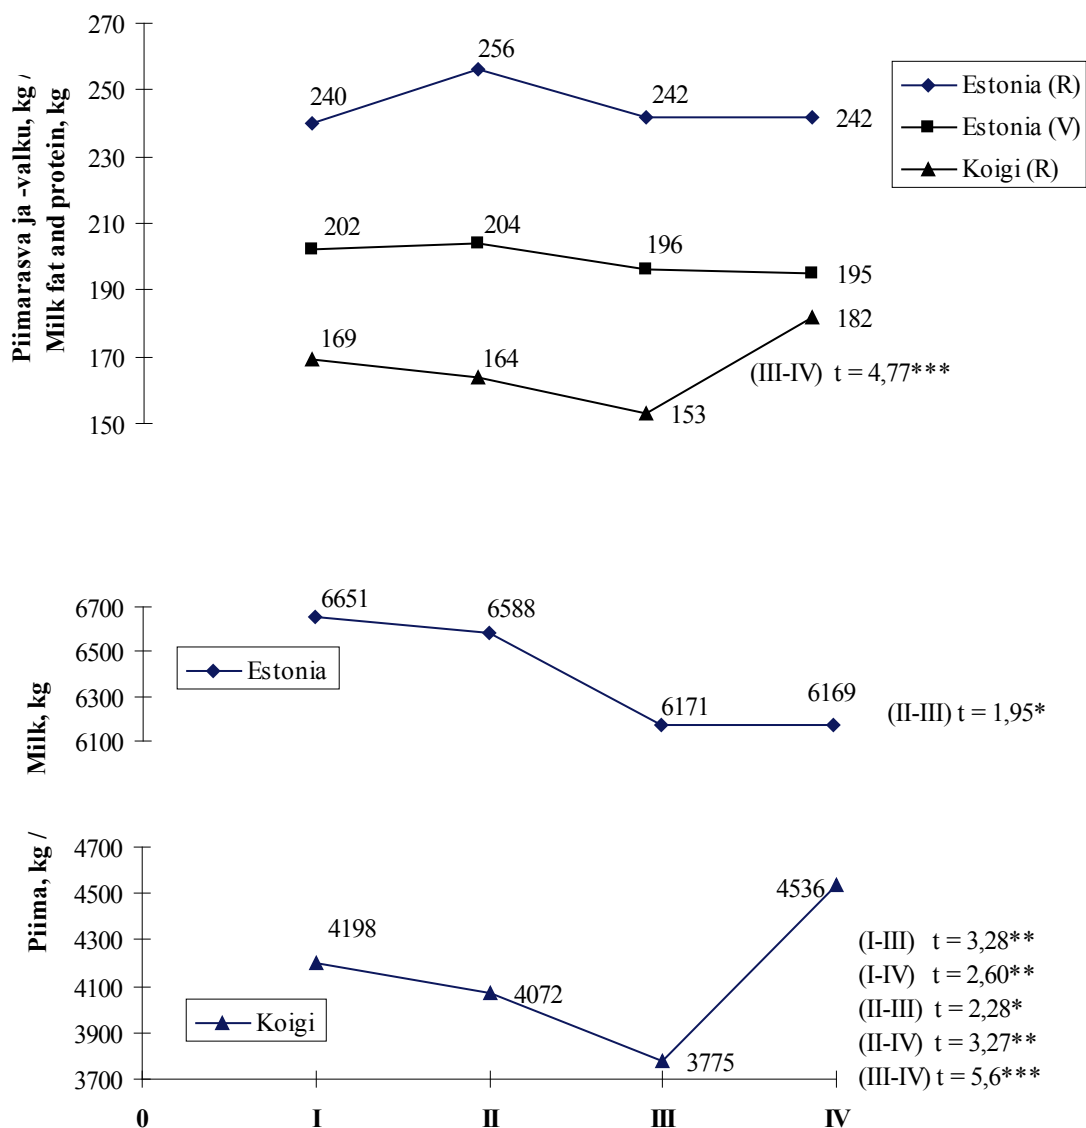 Piimarasva ja -valku, kg /
Milk fat and protein, kg
270
250
230
210
190
170
150
240
256
242
242
202
204
196
195
169
164
153
182
(III-IV) t = 4,77***
Estonia (R)
Estonia (V)
Koigi (R)
Piima, kg /
Milk, kg
6700
6500
6300
6100
6651
6588
6171
6169
Estonia
(II-III) t = 1,95*
4700
4500
4300
4100
3900
3700
4198
4072
3775
4536
Koigi
(I-III) t = 3,28**
(I-IV) t = 2,60**
(II-III) t = 2,28*
(II-IV) t = 3,27**
(III-IV) t = 5,6***
0 I II III IV